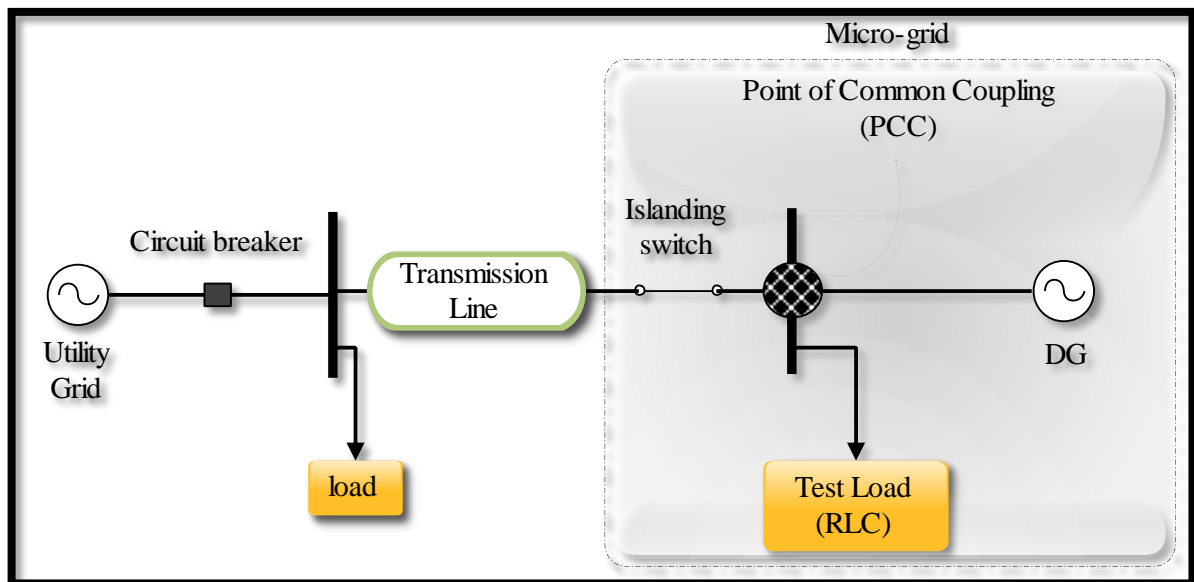 Micro-grid
Point of Common Coupling
(PCC)
Islanding
switch
Circuit breaker
Transmission
Line
Utility
Grid
DG
load
Test Load
(RLC)